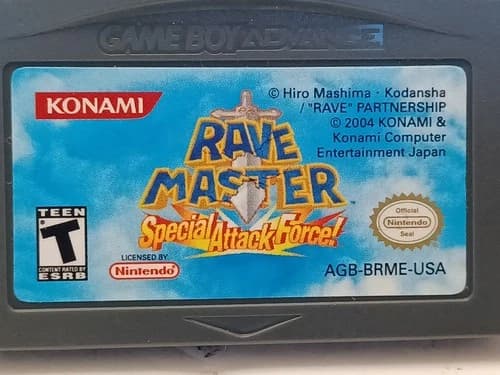 GAME BOY ADVANCE
KONAMI
© Hiro Mashima · Kodansha
/ "RAVE" PARTNERSHIP
© 2004 KONAMI &
Konami Computer
Entertainment Japan
RAVE
MASTER
Special Attack Force!
TEEN
T
CONTENT RATED BY
ESRB
LICENSED BY
Nintendo
Official
Nintendo
Seal
AGB-BRME-USA